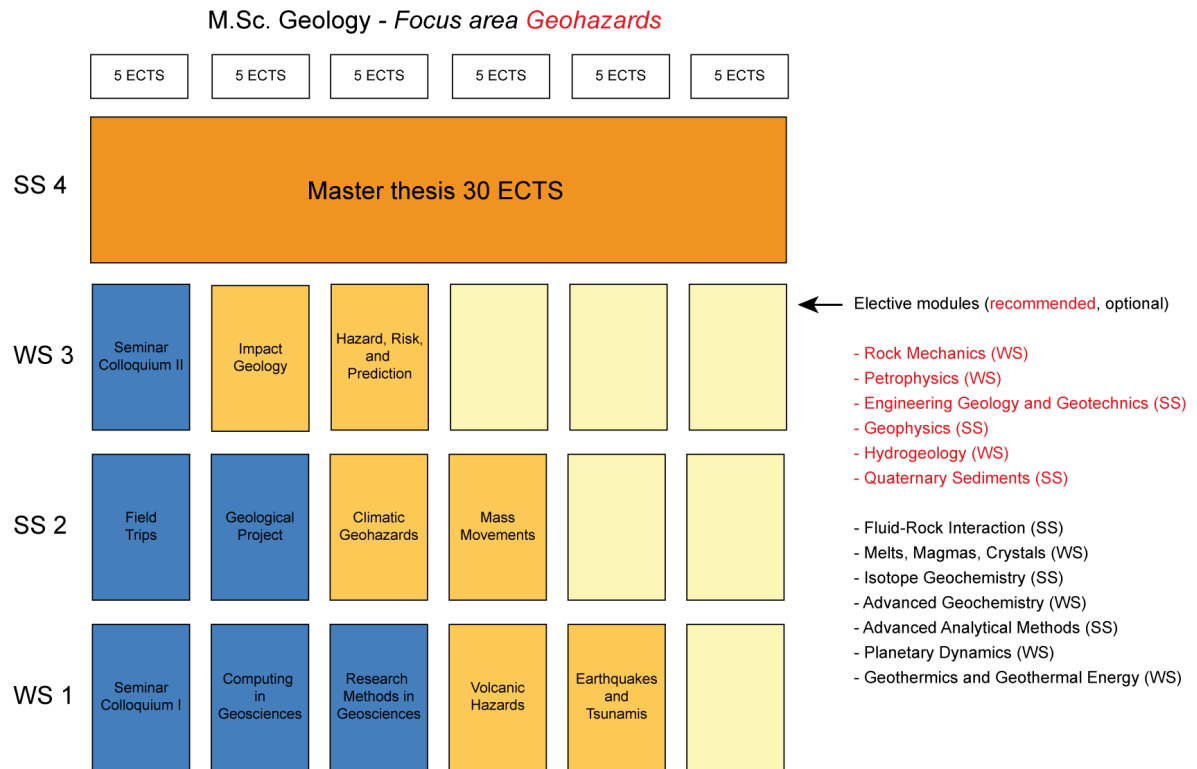 M.Sc. Geology - Focus area Geohazards
5 ECTS
5 ECTS
5 ECTS
5 ECTS
5 ECTS
5 ECTS
SS 4
Master thesis 30 ECTS
WS 3
Seminar
Colloquium II
Impact
Geology
Hazard, Risk,
and
Prediction
Elective modules (recommended, optional)
- Rock Mechanics (WS)
- Petrophysics (WS)
- Engineering Geology and Geotechnics (SS)
- Geophysics (SS)
- Hydrogeology (WS)
- Quaternary Sediments (SS)
- Fluid-Rock Interaction (SS)
- Melts, Magmas, Crystals (WS)
- Isotope Geochemistry (SS)
- Advanced Geochemistry (WS)
- Advanced Analytical Methods (SS)
- Planetary Dynamics (WS)
- Geothermics and Geothermal Energy (WS)
SS 2
Field
Trips
Geological
Project
Climatic
Geohazards
Mass
Movements
WS 1
Seminar
Colloquium I
Computing
in
Geosciences
Research
Methods in
Geosciences
Volcanic
Hazards
Earthquakes
and
Tsunamis